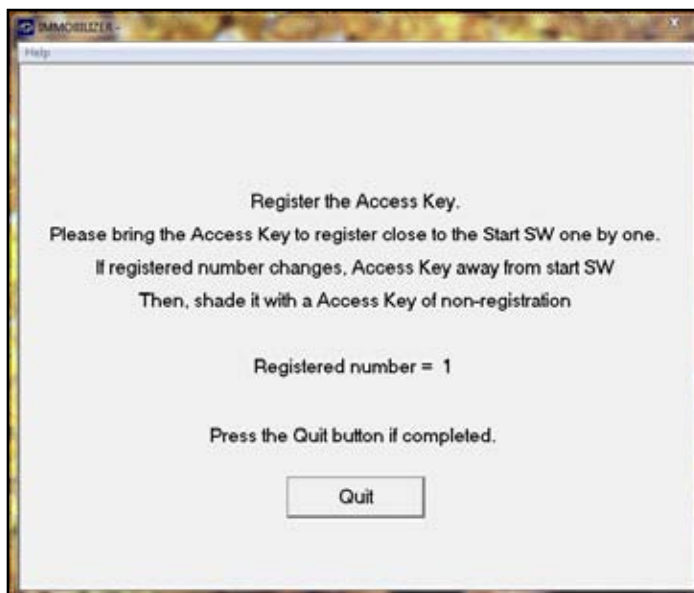 IMMOBILIZER -
Help
Register the Access Key.
Please bring the Access Key to register close to the Start SW one by one.
If registered number changes, Access Key away from start SW
Then, shade it with a Access Key of non-registration
Registered number = 1
Press the Quit button if completed.
Quit